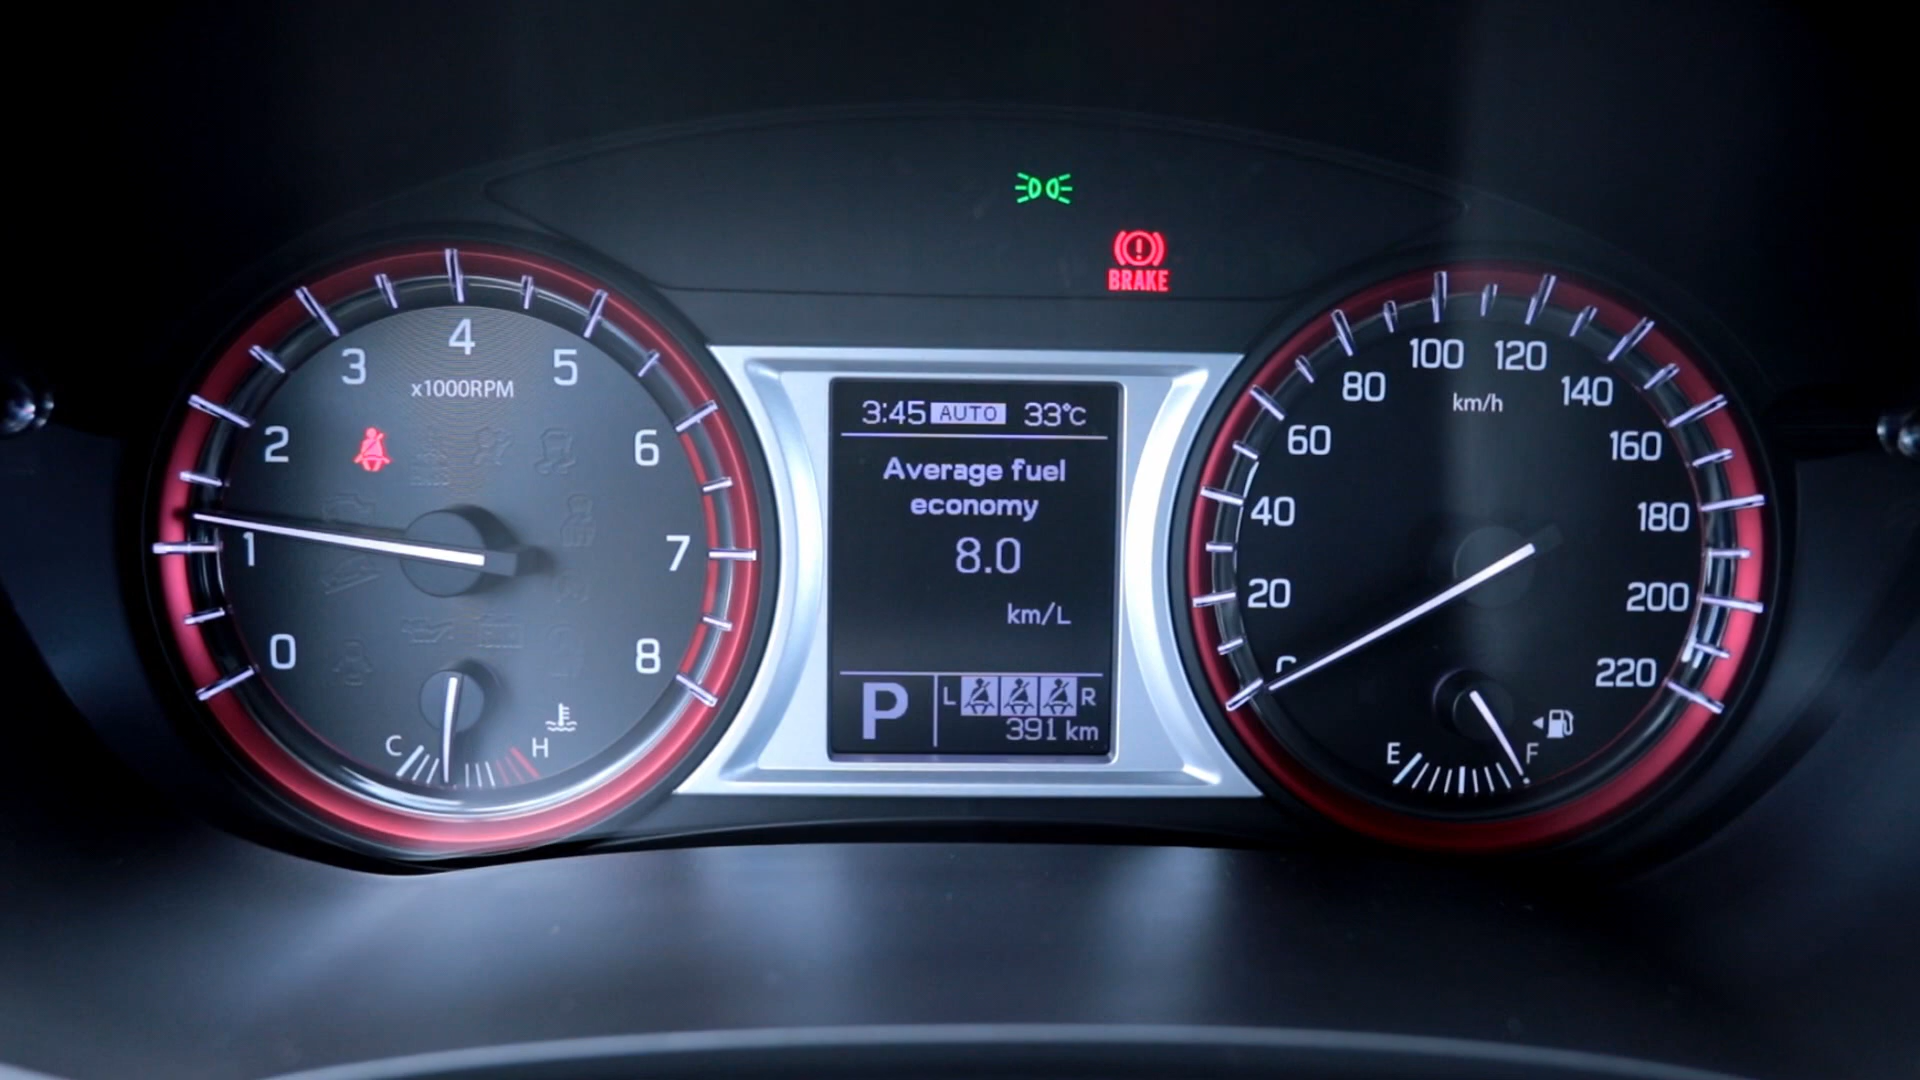 BRAKE
4
3
5
x1000RPM
2
6
1
7
0
8
C
H
3:45 AUTO 33°C
Average fuel
economy
8.0
km/L
P
L
R
391 km
100
120
80
140
km/h
60
160
40
180
20
200
220
E
F